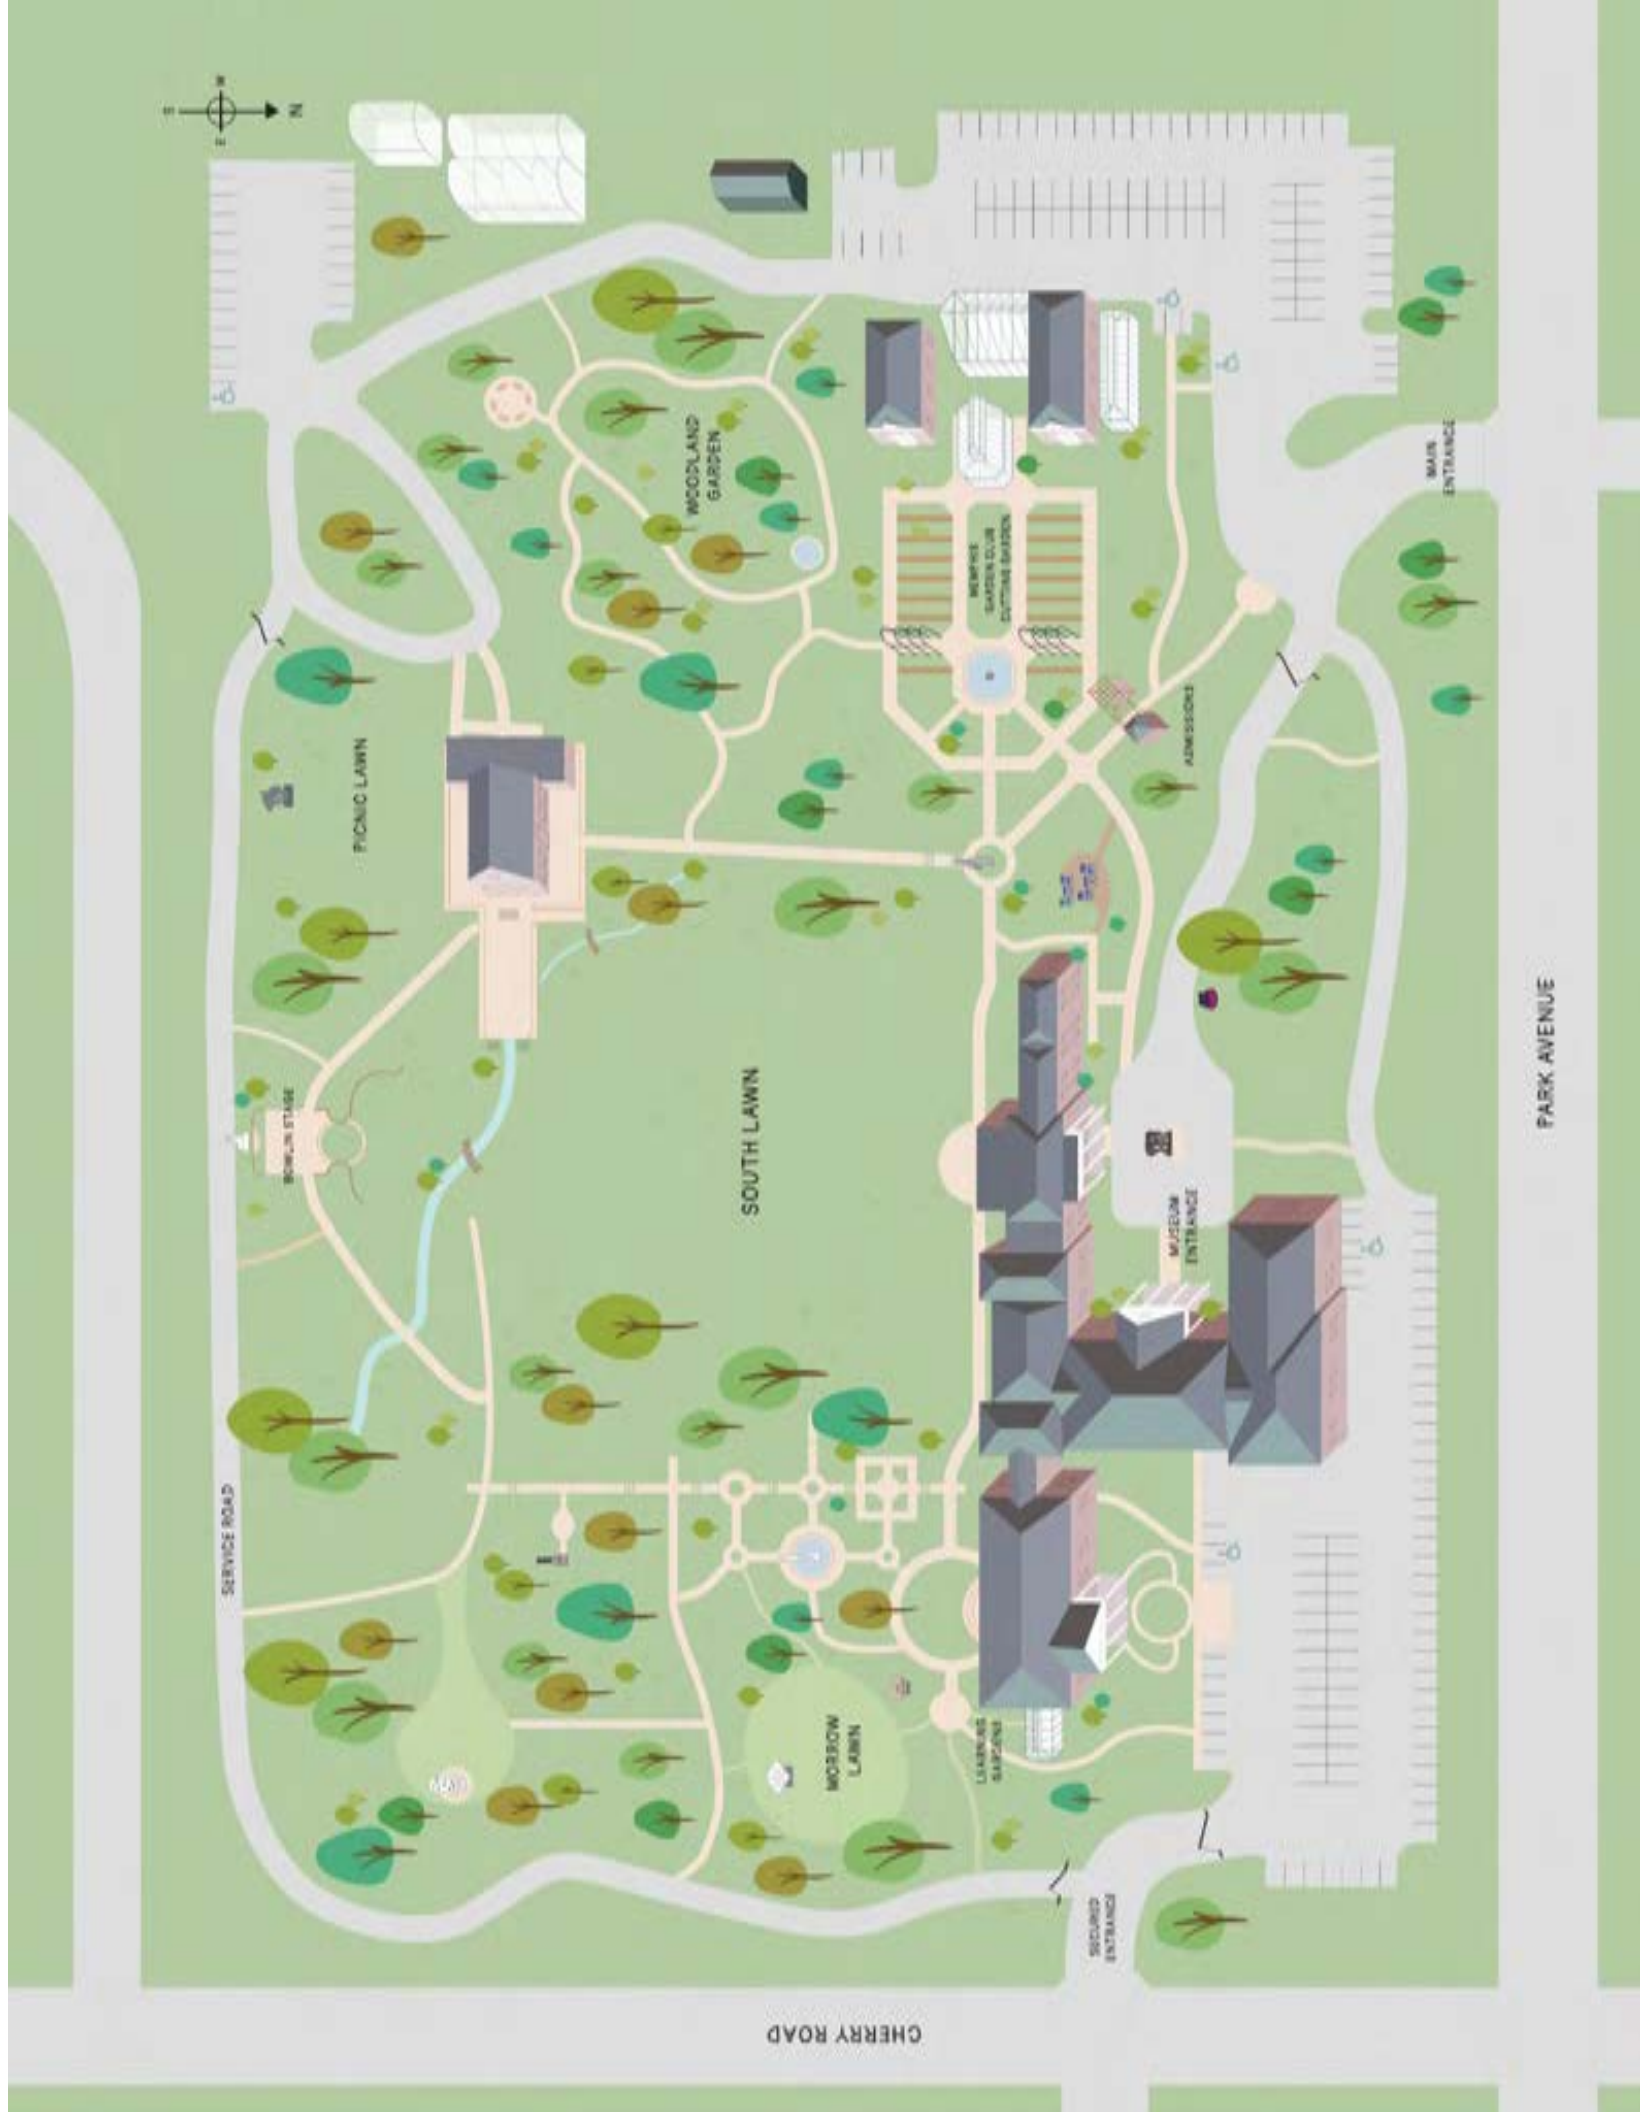 W
S
N
E
WOODLAND
GARDEN
MEMPHIS
GARDEN CLUB
CUTTING GARDEN
MAIN
ENTRANCE
PICNIC LAWN
ADMISSIONS
BOWLIN STAGE
SOUTH LAWN
MUSEUM
ENTRANCE
PARK AVENUE
SERVICE ROAD
MORROW
LAWN
LEARNING
GARDENS
SECURED
ENTRANCE
CHERRY ROAD